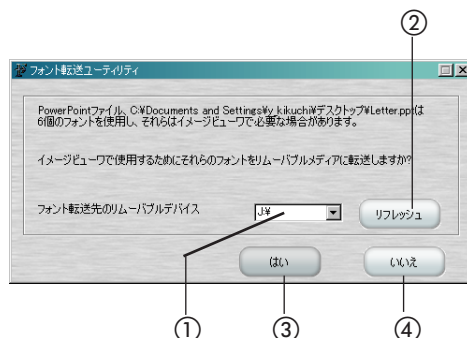 ②
フォント転送ユーティリティ
PowerPointファイル、C:¥Documents and Settings¥y_kikuchi¥デスクトップ¥Letter.pptは
6個のフォントを使用し、それらはイメージビューワで必要な場合があります。
イメージビューワで使用するためにそれらのフォントをリムーバブルメディアに転送しますか?
フォント転送先のリムーバブルデバイス J:¥ リフレッシュ
はい いいえ
① ③ ④